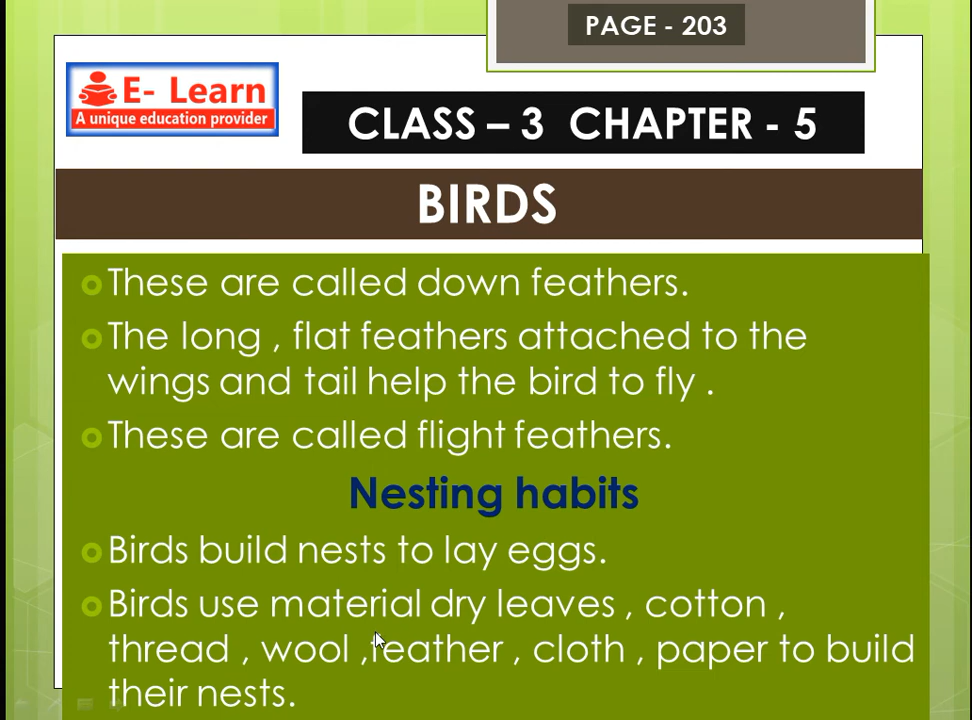 PAGE - 203
E- Learn
A unique education provider
CLASS – 3 CHAPTER - 5
BIRDS
These are called down feathers.
The long , flat feathers attached to the
wings and tail help the bird to fly .
These are called flight feathers.
Nesting habits
Birds build nests to lay eggs.
Birds use material dry leaves , cotton ,
thread , wool ,feather , cloth , paper to build
their nests.